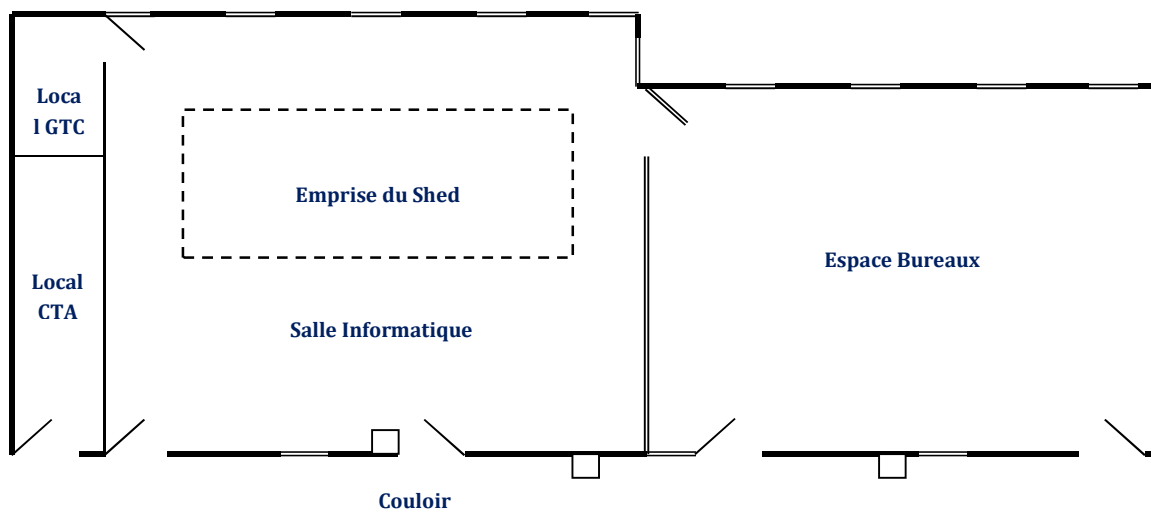 Loca
l GTC
Emprise du Shed
Espace Bureaux
Local
CTA
Salle Informatique
Couloir